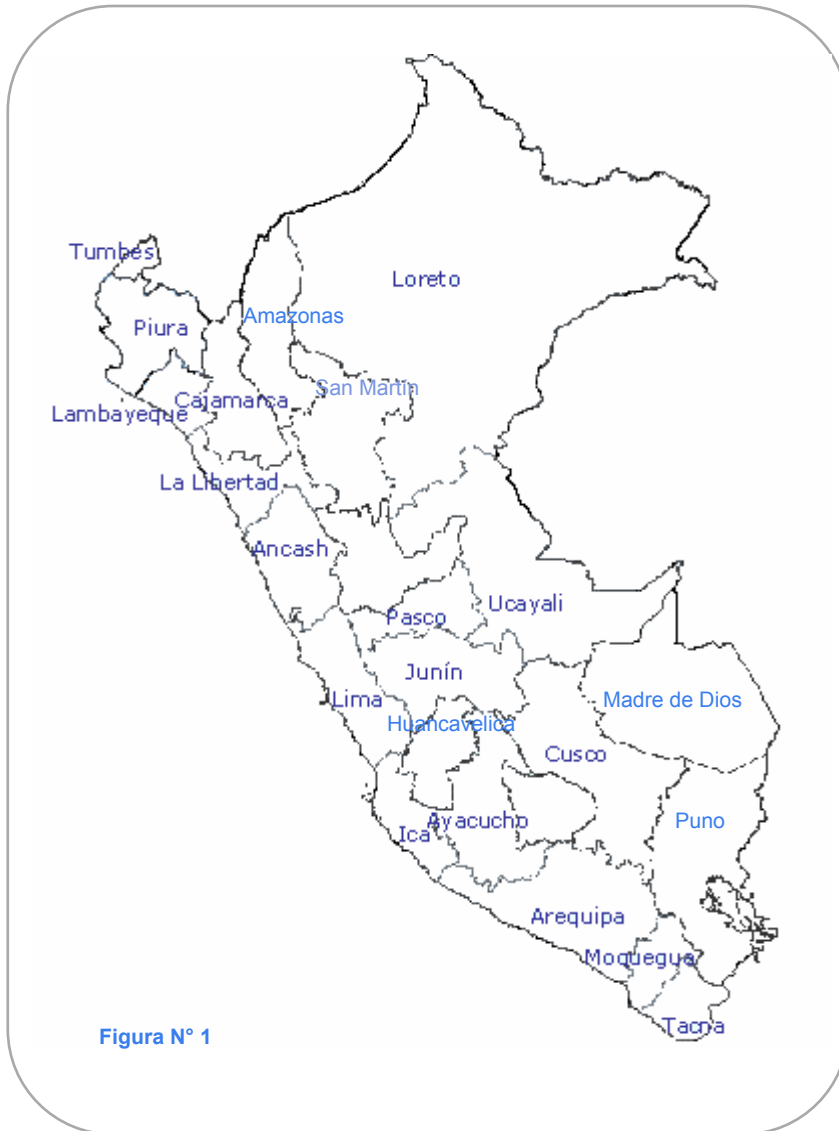 Tumbes
Loreto
Amazonas
Piura
San Martín
Cajamarca
Lambayeque
La Libertad
Ancash
Ucayali
Pasco
Junín
Lima
Madre de Dios
Huancavelica
Cusco
Ayacucho
Puno
Ica
Arequipa
Moquegua
Tacna
Figura N° 1